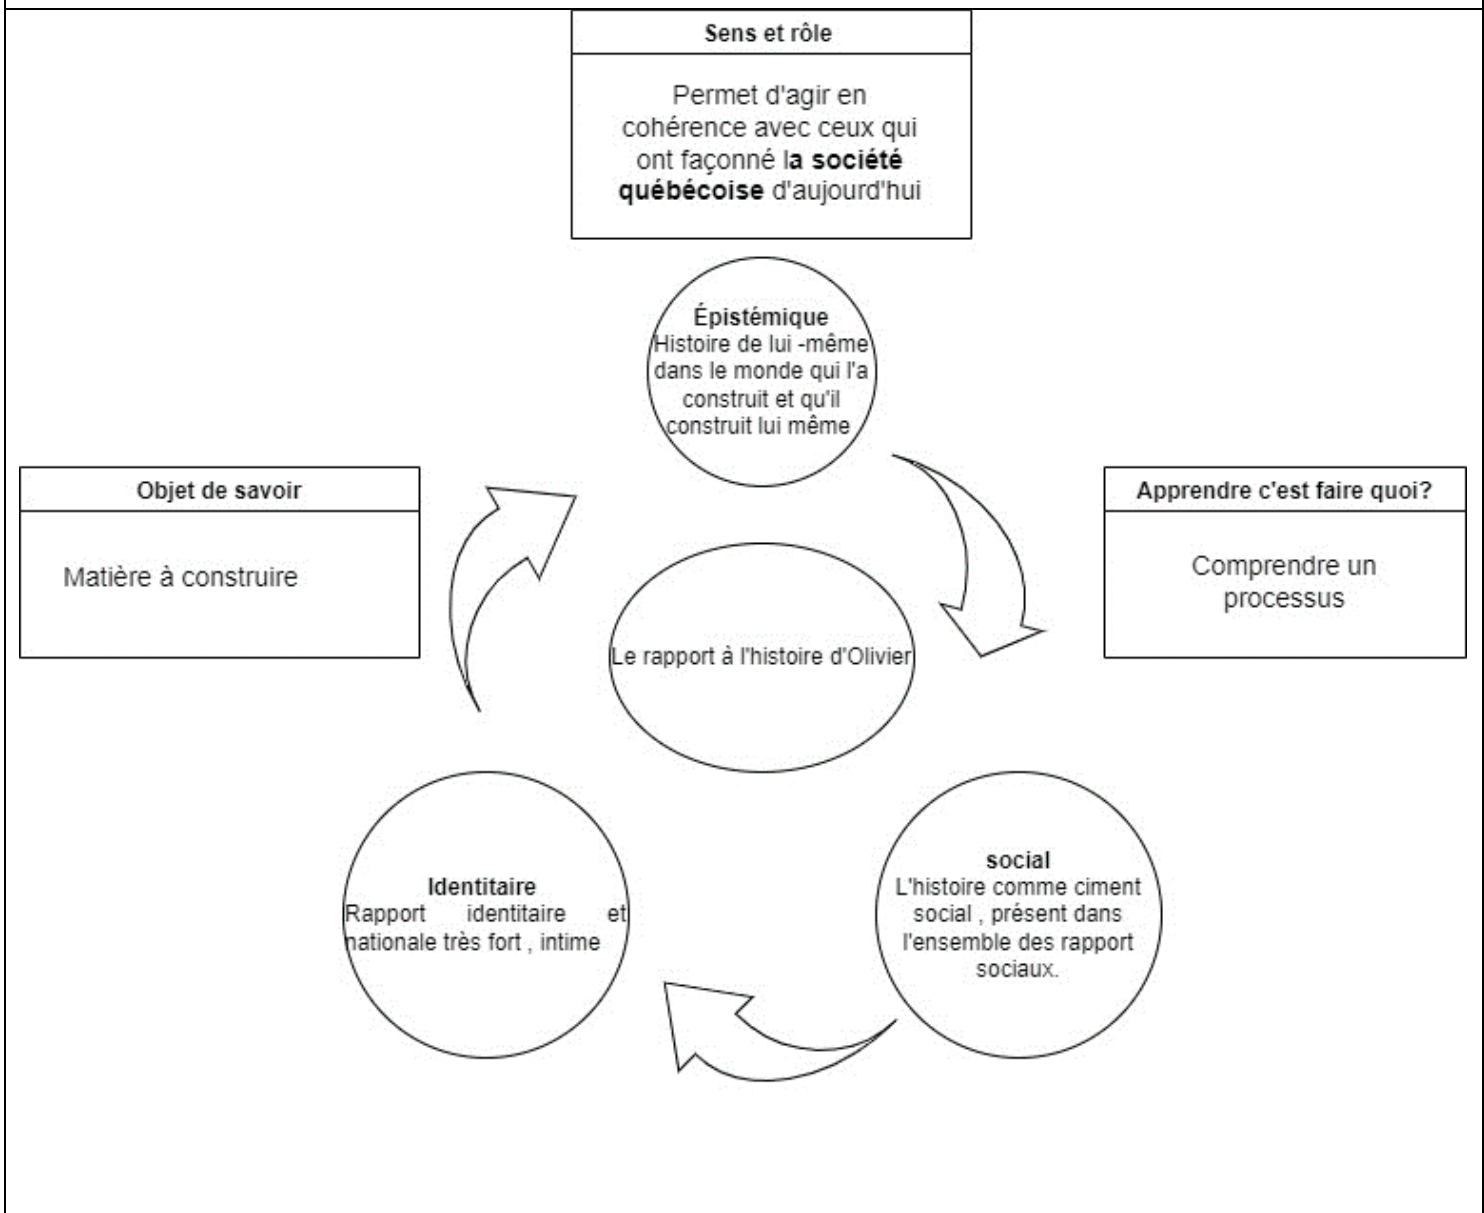 Sens et rôle
Permet d'agir en
cohérence avec ceux qui
ont façonné la société
québécoise d'aujourd'hui
Épistémique
Histoire de lui -même
dans le monde qui l'a
construit et qu'il
construit lui même
Objet de savoir
Matière à construire
Apprendre c'est faire quoi?
Comprendre un
processus
Le rapport à l'histoire d'Olivier
Identitaire
Rapport identitaire et
nationale très fort , intime
social
L'histoire comme ciment
social , présent dans
l'ensemble des rapport
sociaux.